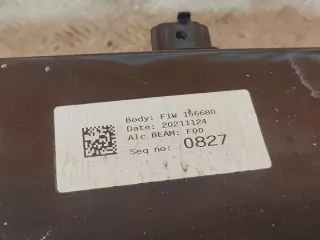 Body: F1W 156680
Date: 20211124
Alc BEAM: F00
Seq no: 0827